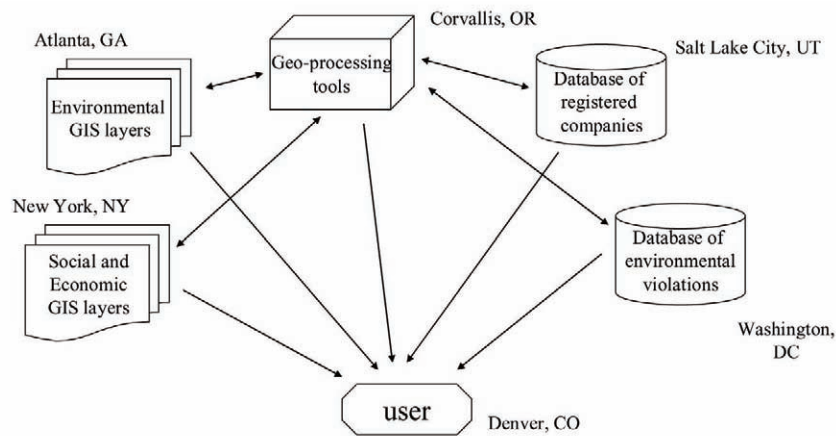 Corvallis, OR
Atlanta, GA
Salt Lake City, UT
Geo-processing
tools
Database of
registered
companies
Environmental
GIS layers
New York, NY
Database of
environmental
violations
Social and
Economic
GIS layers
Washington,
DC
user
Denver, CO